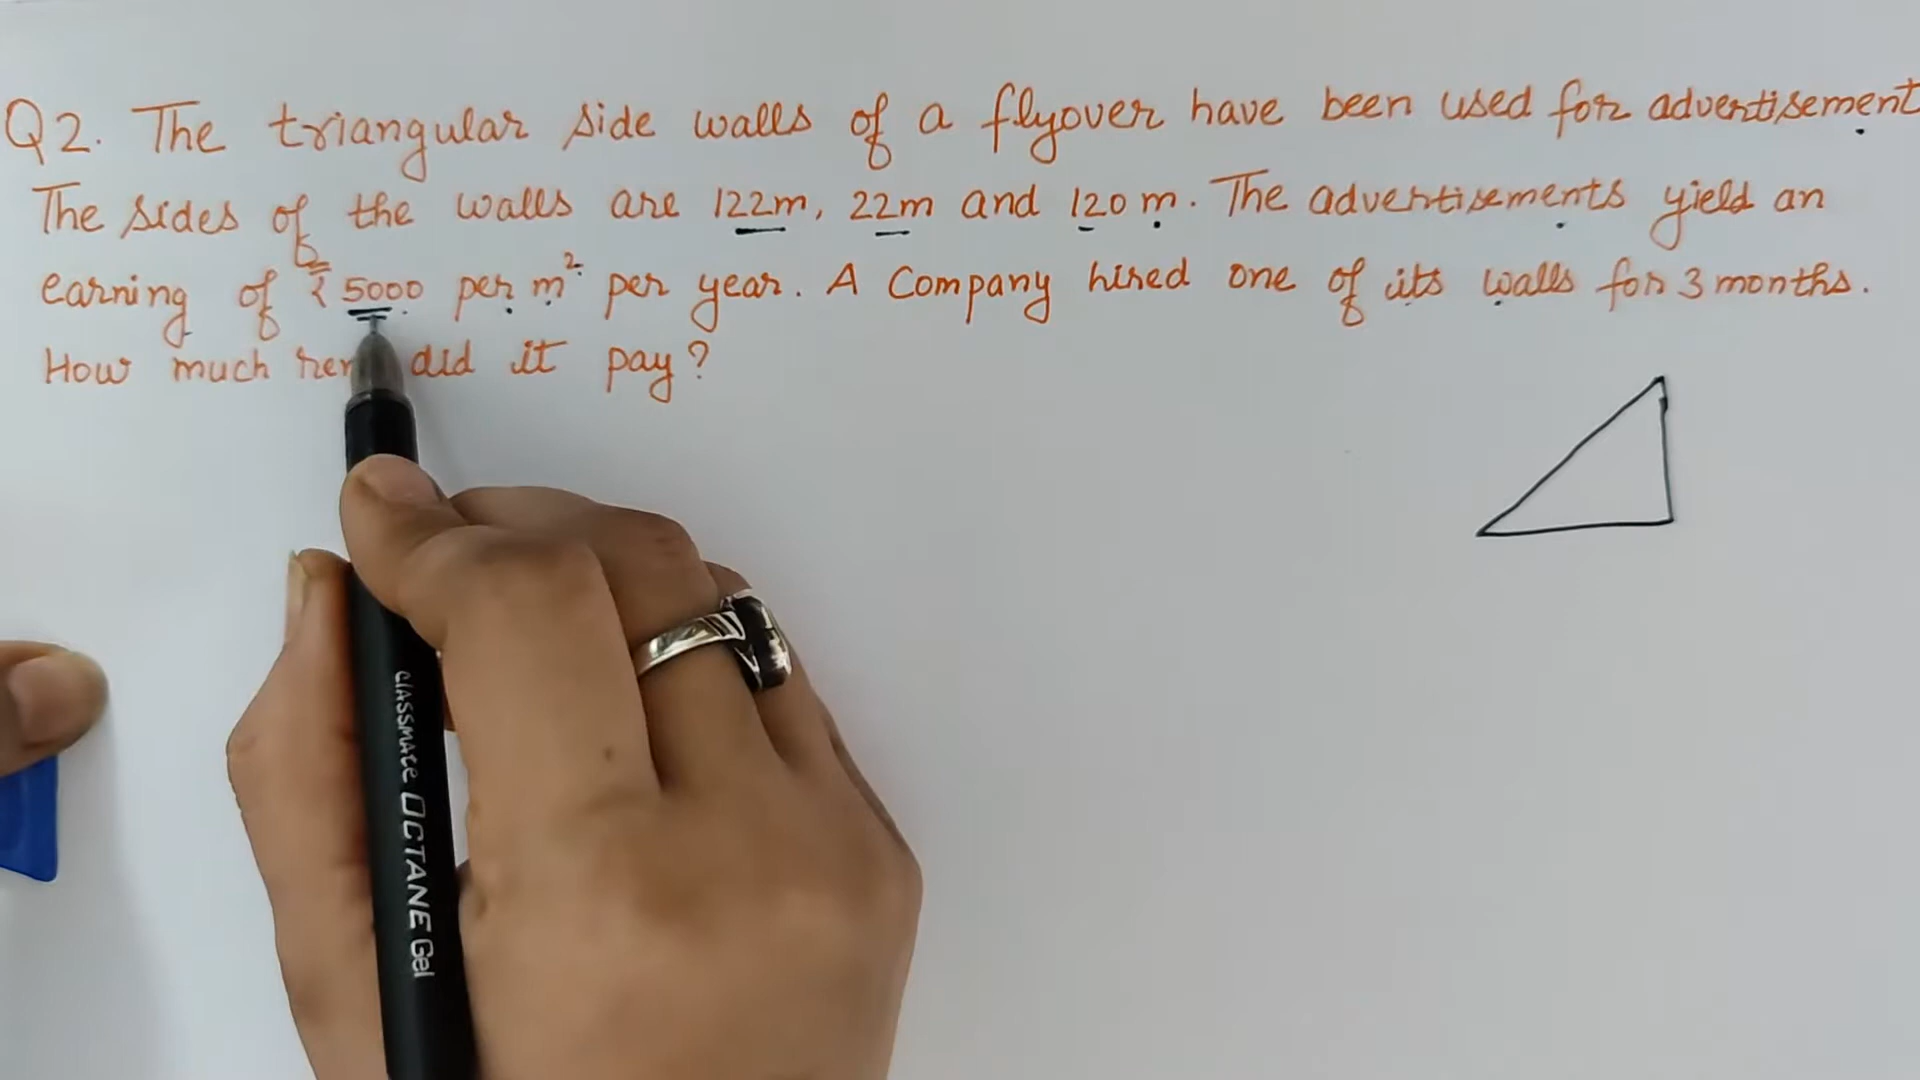 Q2. The triangular side walls of a flyover have been used for advertisement
The sides of the walls are 122m, 22m and 120 m. The advertisements yield an
earning of ₹ 5000 per m² per year. A Company hired one of its walls for 3 months.
How much did it pay?
classmate OCTANE Gel